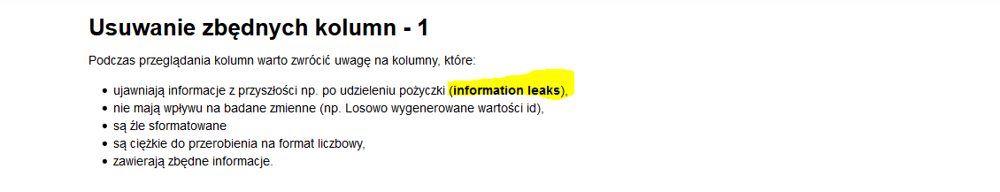 Usuwanie zbędnych kolumn - 1
Podczas przeglądania kolumn warto zwrócić uwagę na kolumny, które:
• ujawniają informacje z przyszłości np. po udzieleniu pożyczki (information leaks),
• nie mają wpływu na badane zmienne (np. Losowo wygenerowane wartości id),
• są źle sformatowane
• są ciężkie do przerobienia na format liczbowy,
• zawierają zbędne informacje.